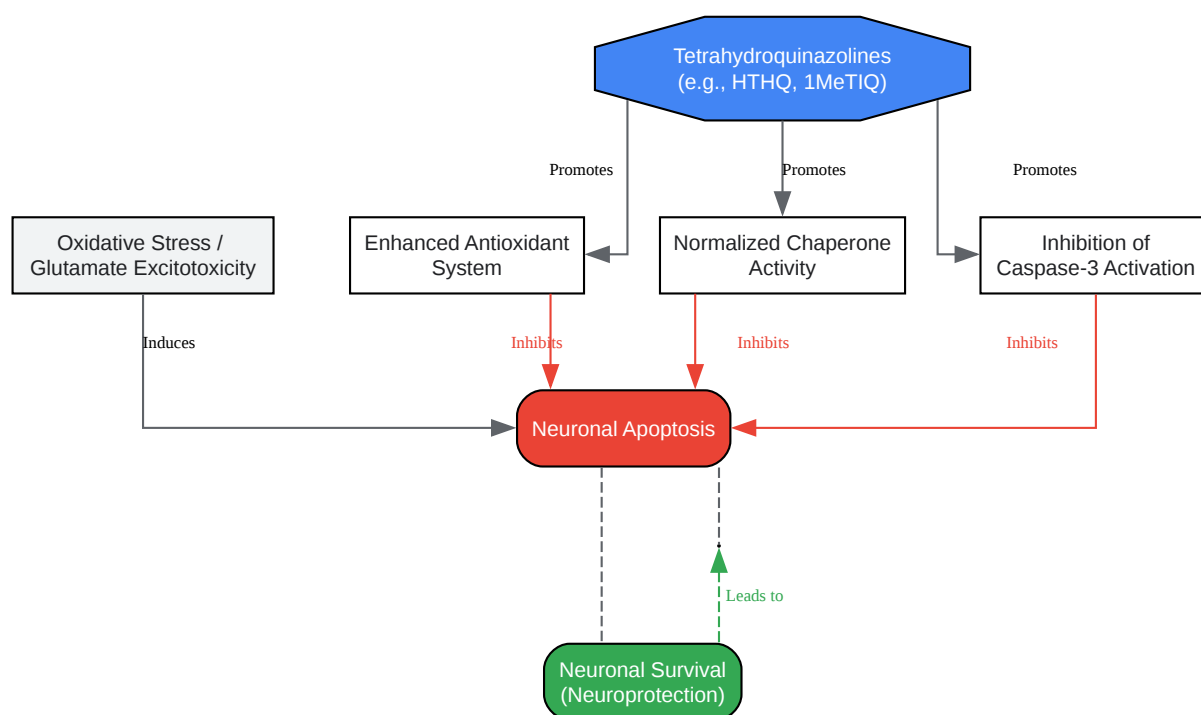 Tetrahydroquinazolines
(e.g., HTHQ, 1MeTIQ)
Promotes
Promotes
Promotes
Oxidative Stress /
Glutamate Excitotoxicity
Enhanced Antioxidant
System
Normalized Chaperone
Activity
Inhibition of
Caspase-3 Activation
Induces
Inhibits
Inhibits
Inhibits
Neuronal Apoptosis
Leads to
Neuronal Survival
(Neuroprotection)